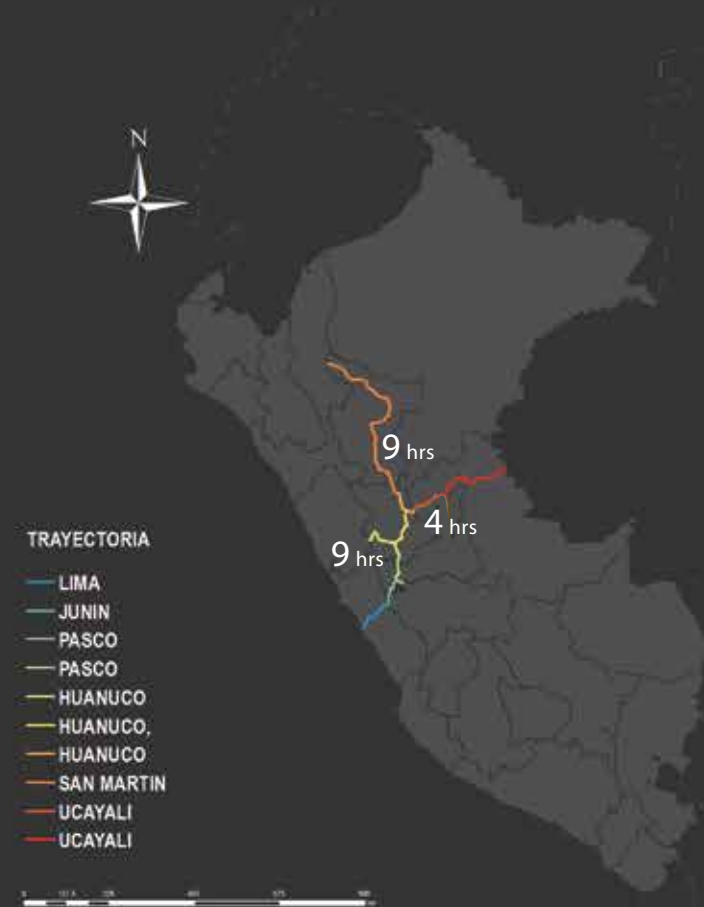 N
9 hrs
4 hrs
9 hrs
TRAYECTORIA
LIMA
JUNIN
PASCO
PASCO
HUANUCO
HUANUCO,
HUANUCO
SAN MARTIN
UCAYALI
UCAYALI